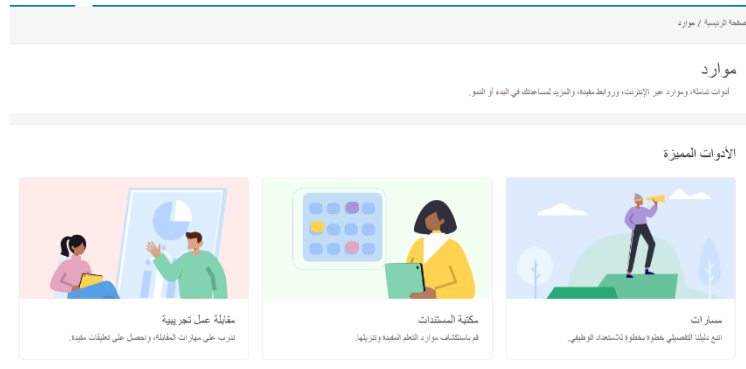 صفحة الرئيسية / موارد
موارد
أدوات شاملة، وموارد عبر الإنترنت، وروابط مفيدة، والمزيد لمساعدتك في البدء أو النمو.
الأدوات المميزة
مسارات
اتبع دليلنا التفصيلي خطوة بخطوة للاستعداد الوظيفي.
مكتبة المستندات
قم باستكشاف موارد التعلم المفيدة وتنزيلها.
مقابلة عمل تجريبية
تدرب على مهارات المقابلة، واحصل على تعليقات مفيدة.